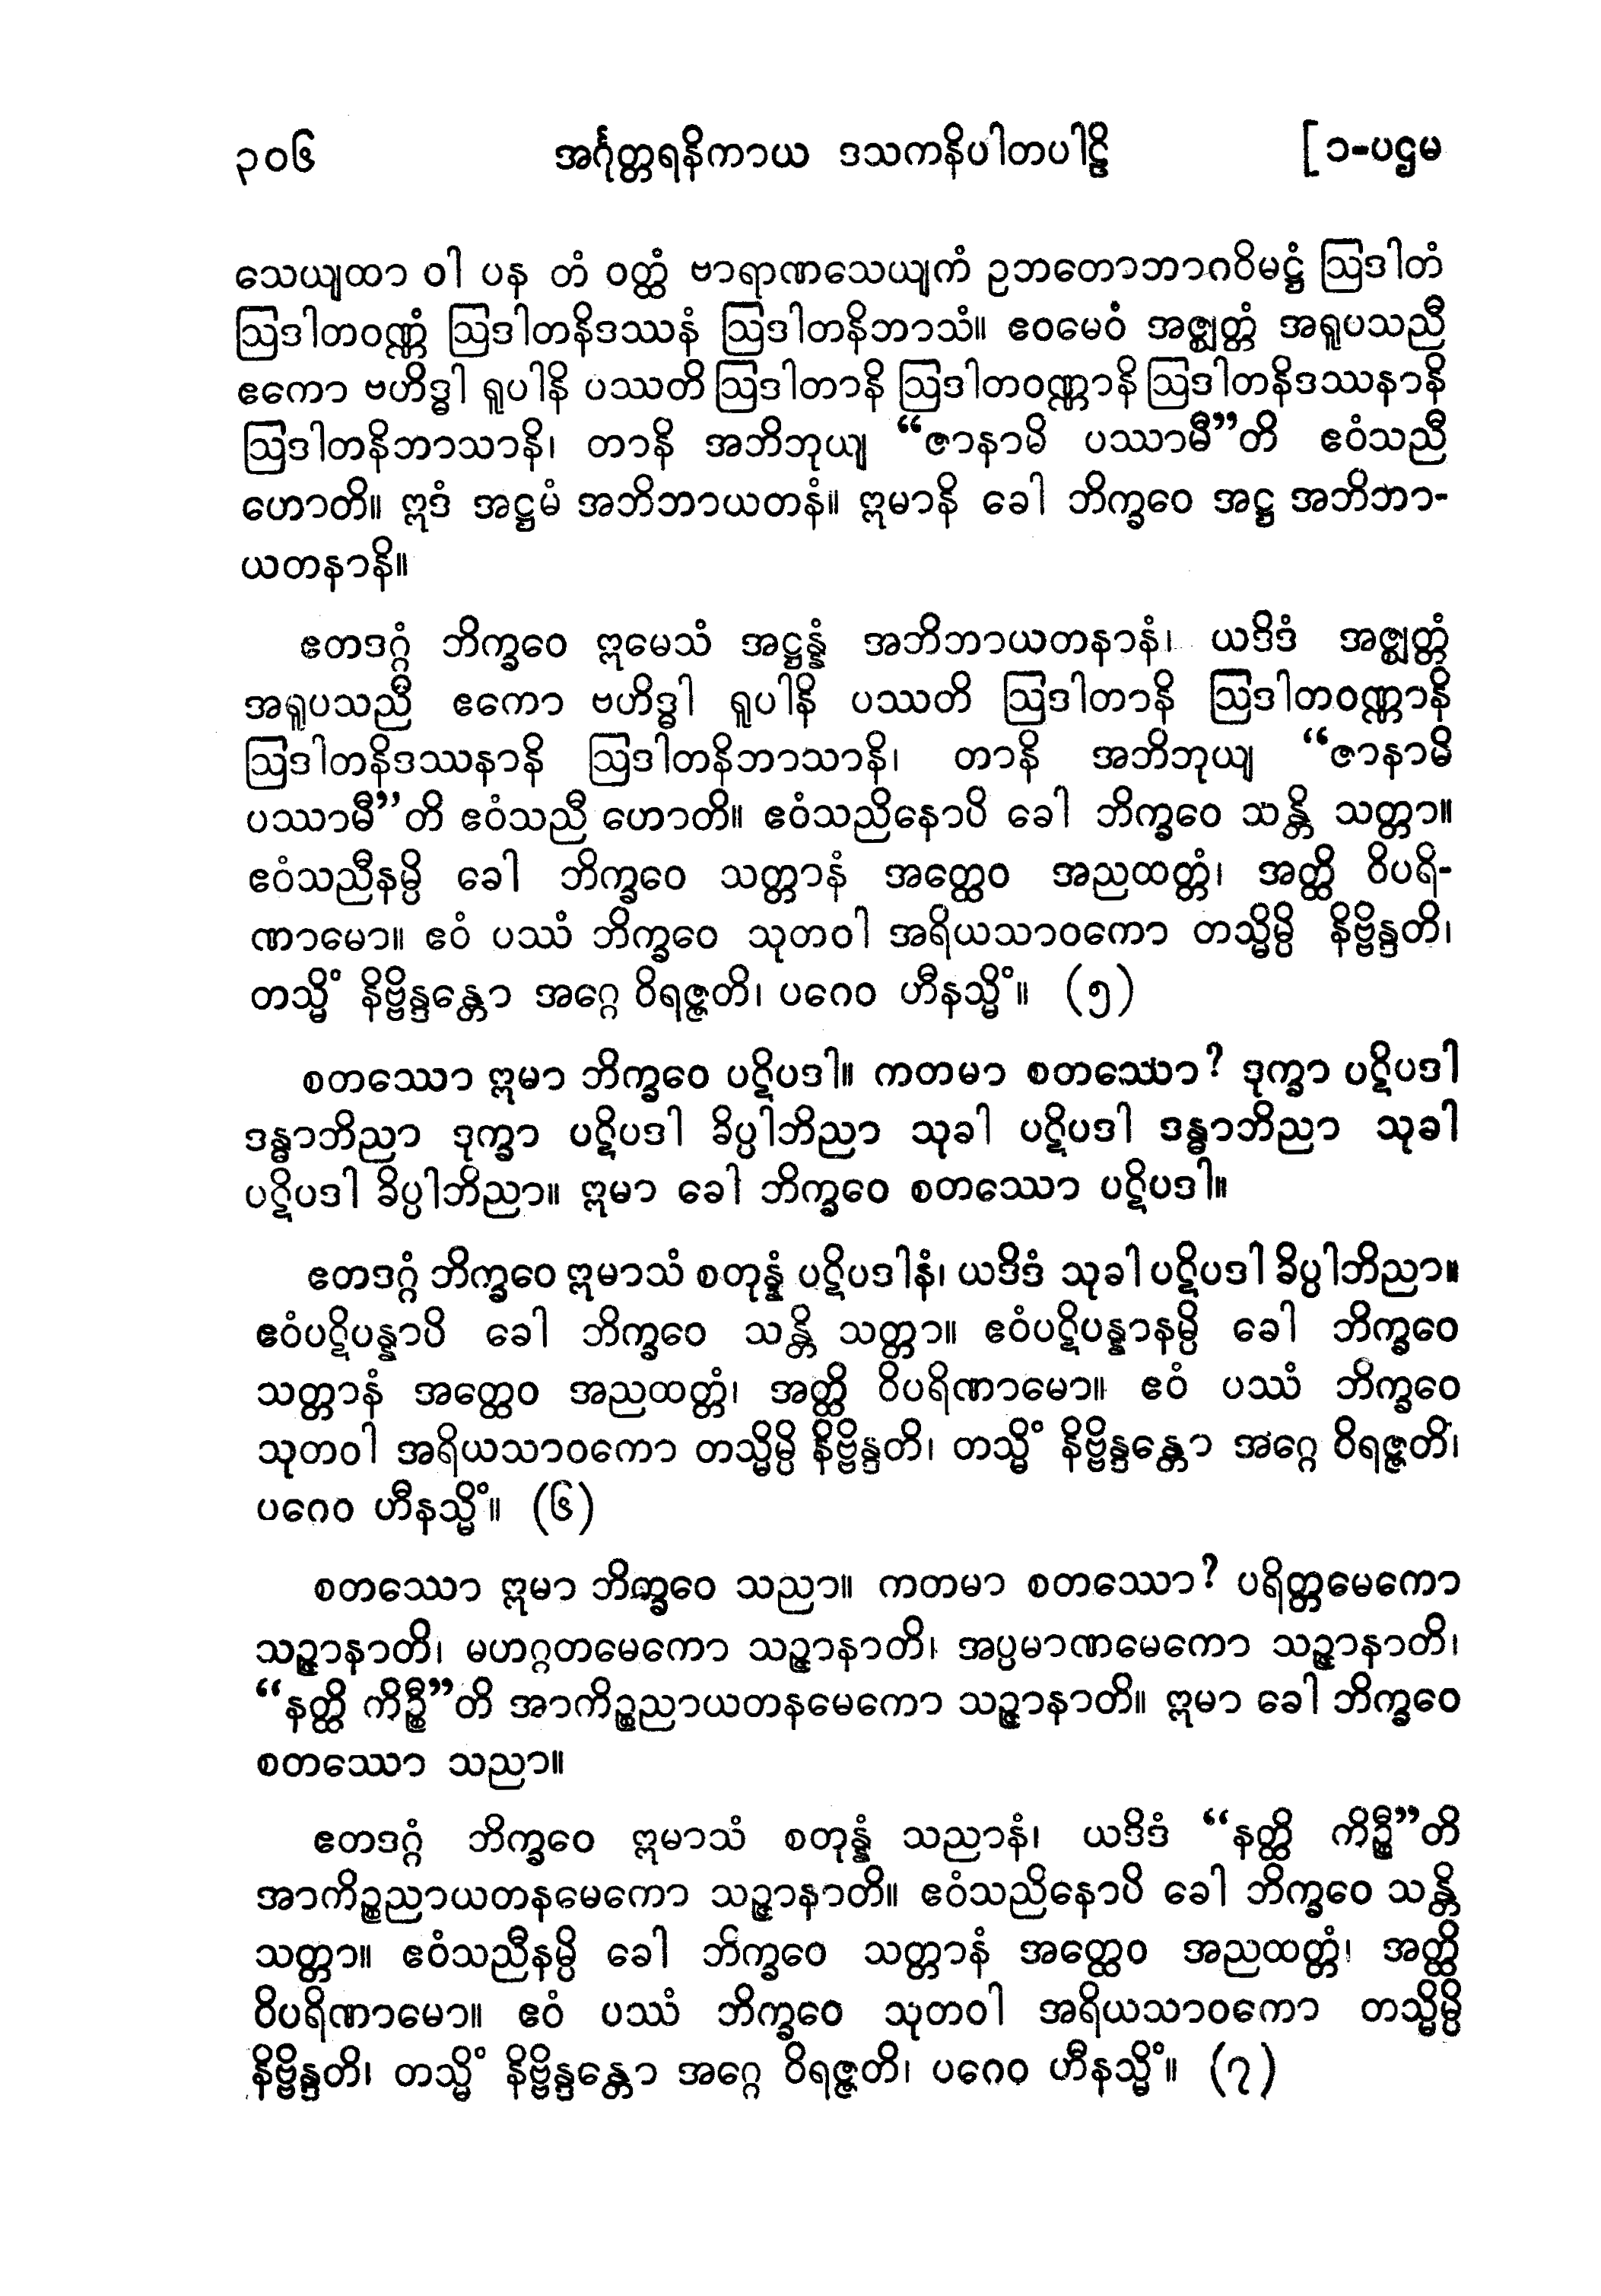 ၃၀၆ အင်္ဂုတ္တရနိကာယ ဒသကနိပါတပါဠိ [ ၁-ပဌမ
သေယျထာ ဝါ ပန တံ ဝတ္ထံ ဗာရာဏသေယျကံ ဥဘတောဘာဂဝိမဋ္ဌံ ဩဒါတံ
ဩဒါတဝဏ္ဏံ ဩဒါတနိဒဿနံ ဩဒါတနိဘာသံ။ ဧဝမေဝံ အဇ္ဈတ္တံ အရူပသညီ
ဧကော ဗဟိဒ္ဓါ ရူပါနိ ပဿတိ ဩဒါတာနိ ဩဒါတဝဏ္ဏာနိ ဩဒါတနိဒဿနာနိ
ဩဒါတနိဘာသာနိ၊ တာနိ အဘိဘုယျ “ဇာနာမိ ပဿာမီ”တိ ဧဝံသညီ
ဟောတိ။ ဣဒံ အဋ္ဌမံ အဘိဘာယတနံ။ ဣမာနိ ခေါ ဘိက္ခဝေ အဋ္ဌ အဘိဘာ-
ယတနာနိ။
ဧတဒဂ္ဂံ ဘိက္ခဝေ ဣမေသံ အဋ္ဌန္နံ အဘိဘာယတနာနံ၊ ယဒိဒံ အဇ္ဈတ္တံ
အရူပသညီ ဧကော ဗဟိဒ္ဓါ ရူပါနိ ပဿတိ ဩဒါတာနိ ဩဒါတဝဏ္ဏာနိ
ဩဒါတနိဒဿနာနိ ဩဒါတနိဘာသာနိ၊ တာနိ အဘိဘုယျ “ဇာနာမိ
ပဿာမီ”တိ ဧဝံသညီ ဟောတိ။ ဧဝံသညိနောပိ ခေါ ဘိက္ခဝေ သန္တိ သတ္တာ။
ဧဝံသညီနမ္ပိ ခေါ ဘိက္ခဝေ သတ္တာနံ အတ္ထေဝ အညထတ္တံ၊ အတ္ထိ ဝိပရိ-
ဏာမော။ ဧဝံ ပဿံ ဘိက္ခဝေ သုတဝါ အရိယသာဝကော တသ္မိမ္ပိ နိဗ္ဗိန္ဒတိ၊
တသ္မိံ နိဗ္ဗိန္ဒန္တော အဂ္ဂေ ဝိရဇ္ဇတိ၊ ပဂေဝ ဟီနသ္မိံ။ (၅)
စတဿော ဣမာ ဘိက္ခဝေ ပဋိပဒါ။ ကတမာ စတဿော? ဒုက္ခာ ပဋိပဒါ
ဒန္ဓာဘိညာ ဒုက္ခာ ပဋိပဒါ ခိပ္ပါဘိညာ သုခါ ပဋိပဒါ ဒန္ဓာဘိညာ သုခါ
ပဋိပဒါ ခိပ္ပါဘိညာ။ ဣမာ ခေါ ဘိက္ခဝေ စတဿော ပဋိပဒါ။
ဧတဒဂ္ဂံ ဘိက္ခဝေ ဣမာသံ စတုန္နံ ပဋိပဒါနံ၊ ယဒိဒံ သုခါ ပဋိပဒါ ခိပ္ပါဘိညာ။
ဧဝံပဋိပန္နာပိ ခေါ ဘိက္ခဝေ သန္တိ သတ္တာ။ ဧဝံပဋိပန္နာနမ္ပိ ခေါ ဘိက္ခဝေ
သတ္တာနံ အတ္ထေဝ အညထတ္တံ၊ အတ္ထိ ဝိပရိဏာမော။ ဧဝံ ပဿံ ဘိက္ခဝေ
သုတဝါ အရိယသာဝကော တသ္မိမ္ပိ နိဗ္ဗိန္ဒတိ၊ တသ္မိံ နိဗ္ဗိန္ဒန္တော အဂ္ဂေ ဝိရဇ္ဇတိ၊
ပဂေဝ ဟီနသ္မိံ။ (၆)
စတဿော ဣမာ ဘိက္ခဝေ သညာ။ ကတမာ စတဿော? ပရိတ္တမေကော
သဉ္ဇာနာတိ၊ မဟဂ္ဂတမေကော သဉ္ဇာနာတိ၊ အပ္ပမာဏမေကော သဉ္ဇာနာတိ၊
“နတ္ထိ ကိဉ္စီ”တိ အာကိဉ္စညာယတနမေကော သဉ္ဇာနာတိ။ ဣမာ ခေါ ဘိက္ခဝေ
စတဿော သညာ။
ဧတဒဂ္ဂံ ဘိက္ခဝေ ဣမာသံ စတုန္နံ သညာနံ၊ ယဒိဒံ “နတ္ထိ ကိဉ္စီ”တိ
အာကိဉ္စညာယတနမေကော သဉ္ဇာနာတိ။ ဧဝံသညိနောပိ ခေါ ဘိက္ခဝေ သန္တိ
သတ္တာ။ ဧဝံသညီနမ္ပိ ခေါ ဘိက္ခဝေ သတ္တာနံ အတ္ထေဝ အညထတ္တံ၊ အတ္ထိ
ဝိပရိဏာမော။ ဧဝံ ပဿံ ဘိက္ခဝေ သုတဝါ အရိယသာဝကော တသ္မိမ္ပိ
နိဗ္ဗိန္ဒတိ၊ တသ္မိံ နိဗ္ဗိန္ဒန္တော အဂ္ဂေ ဝိရဇ္ဇတိ၊ ပဂေဝ ဟီနသ္မိံ။ (၇)